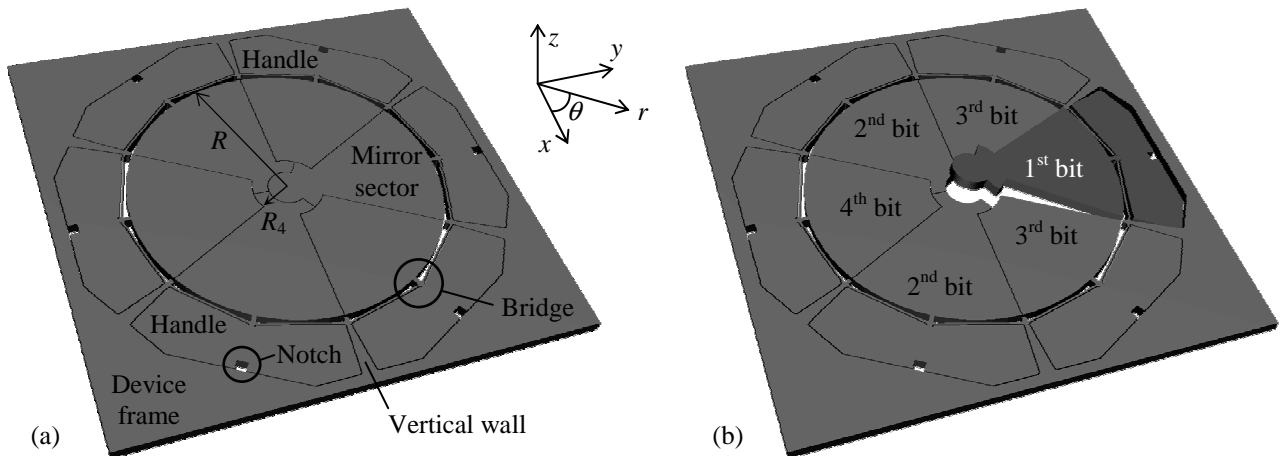 Handle
z
y
r
θ
x
R
Mirror
sector
R₄
Bridge
Handle
Notch
Device
frame
Vertical wall
(a)
2ⁿᵈ bit
3ʳᵈ bit
1ˢᵗ bit
4ᵗʰ bit
3ʳᵈ bit
2ⁿᵈ bit
(b)